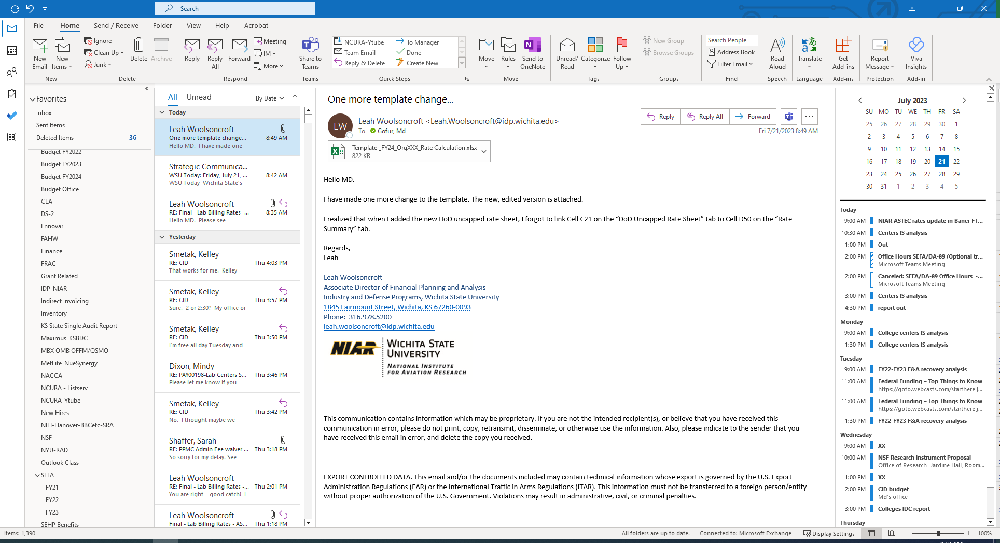 Search
File Home Send / Receive Folder View Help Acrobat
New Email
New Items
New
Ignore
Clean Up
Junk
Delete
Archive
Delete
Reply
Reply All
Forward
Meeting
IM
More
Respond
Share to Teams
Teams
NCURA-Ytube
To Manager
Team Email
Done
Reply & Delete
Create New
Quick Steps
Move
Rules
Send to OneNote
Move
Unread/ Read
Categorize
Follow Up
Tags
New Group
Browse Groups
Groups
Search People
Address Book
Filter Email
Find
Read Aloud
Speech
Translate
Language
Get Add-ins
Add-ins
Report Message
Protection
Viva Insights
Add-in
Favorites
Inbox
Sent Items
Deleted Items 36
Budget FY2022
Budget FY2023
Budget FY2024
Budget Office
CLA
DS-2
Ennovar
FAHW
Finance
FRAC
Grant Related
IDP-NIAR
Indirect Invoicing
Inventory
KS State Single Audit Report
Maximus_KSBDC
MBX OMB OFFM/QSMO
MetLife_NueSynergy
NACCA
NCURA - Listserv
NCURA-Ytube
New Hires
NIH-Hanover-BBCetc-SRA
NSF
NYU-RAD
Outlook Class
SEFA
FY21
FY22
FY23
SEHP Benefits
All Unread By Date
Today
Leah Woolsoncroft
One more template change... 8:49 AM
Hello MD. I have made one
Strategic Communica...
WSU Today: Friday, July 21, ... 8:42 AM
WSU Today Wichita State's
Leah Woolsoncroft
RE: Final - Lab Billing Rates -... 8:35 AM
Hello MD. Please see
Yesterday
Smetak, Kelley
RE: CID Thu 4:03 PM
That works for me. Kelley
Smetak, Kelley
RE: CID Thu 3:57 PM
Sure. 2 or 2:30? My office or
Smetak, Kelley
RE: CID Thu 3:50 PM
I'm free all day Tuesday and
Dixon, Mindy
RE: PAY00198-Lab Centers S... Thu 3:46 PM
Please let me know if you
Smetak, Kelley
RE: CID Thu 3:42 PM
No. I thought maybe we
Shaffer, Sarah
RE: PPMC Admin Fee waiver ... Thu 3:18 PM
So sorry for my delay. See
Leah Woolsoncroft
RE: Final - Lab Billing Rates -... Thu 2:01 PM
You are right – good catch! I
Leah Woolsoncroft
Final - Lab Billing Rates - AS... Thu 1:18 PM
One more template change...
LW
Leah Woolsoncroft <Leah.Woolsoncroft@idp.wichita.edu>
To Gofur, Md
Reply Reply All Forward
Fri 7/21/2023 8:49 AM
Template _FY24_OrgXXX_Rate Calculation.xlsx
822 KB
Hello MD.
I have made one more change to the template. The new, edited version is attached.
I realized that when I added the new DoD uncapped rate sheet, I forgot to link Cell C21 on the “DoD Uncapped Rate Sheet” tab to Cell D50 on the “Rate
Summary” tab.
Regards,
Leah
Leah Woolsoncroft
Associate Director of Financial Planning and Analysis
Industry and Defense Programs, Wichita State University
1845 Fairmount Street, Wichita, KS 67260-0093
Phone: 316.978.5200
leah.woolsoncroft@idp.wichita.edu
NIAR
WICHITA STATE
UNIVERSITY
NATIONAL INSTITUTE
FOR AVIATION RESEARCH
This communication contains information which may be proprietary. If you are not the intended recipient(s), or believe that you have received this
communication in error, please do not print, copy, retransmit, disseminate, or otherwise use the information. Also, please indicate to the sender that you
have received this email in error, and delete the copy you received.
EXPORT CONTROLLED DATA. This email and/or the documents included may contain technical information whose export is governed by the U.S. Export
Administration Regulations (EAR) or the International Traffic in Arms Regulations (ITAR). This information must not be transferred to a foreign person/entity
without proper authorization of the U.S. Government. Violations may result in administrative, civil, or criminal penalties.
July 2023
SU MO TU WE TH FR SA
25 26 27 28 29 30 1
2 3 4 5 6 7 8
9 10 11 12 13 14 15
16 17 18 19 20 21 22
23 24 25 26 27 28 29
30 31 1 2 3 4 5
Today
9:00 AM NIAR ASTEC rates update in Baner FT...
10:30 AM Centers IS analysis
1:00 PM Out
2:00 PM Office Hours SEFA/DA-89 (Optional tr...
Microsoft Teams Meeting
2:00 PM Canceled: SEFA/DA-89 Office Hours -...
Microsoft Teams Meeting
3:00 PM Centers IS analysis
4:30 PM report out
Monday
9:00 AM College centers IS analysis
1:30 PM College centers IS analysis
Tuesday
9:00 AM FY22-FY23 F&A recovery analysis
11:00 AM Federal Funding – Top Things to Know
https://goto.webcasts.com/starthere.j...
11:00 AM Federal Funding – Top Things to Know
https://goto.webcasts.com/starthere.j...
1:30 PM FY22-FY23 F&A recovery analysis
Wednesday
9:00 AM XX
10:00 AM NSF Research Instrument Proposal
Office of Research- Jardine Hall, Room...
1:00 PM XX
2:00 PM CID budget
Md's office
3:00 PM Colleges IDC report
Thursday
Items: 1,390
All folders are up to date. Connected to: Microsoft Exchange Display Settings 100%